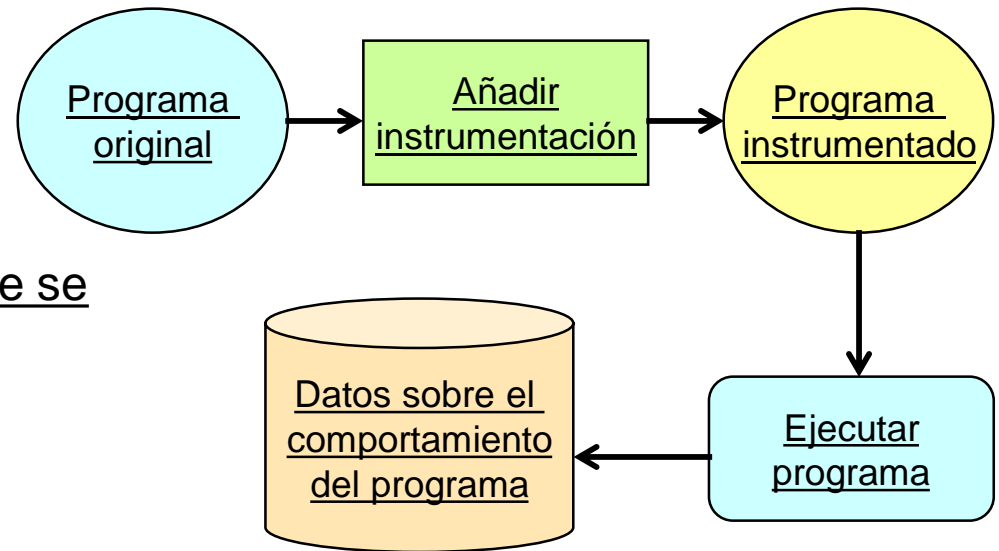 Programa
original
Añadir
instrumentación
Programa
instrumentado
e se
Datos sobre el
comportamiento
del programa
Ejecutar
programa